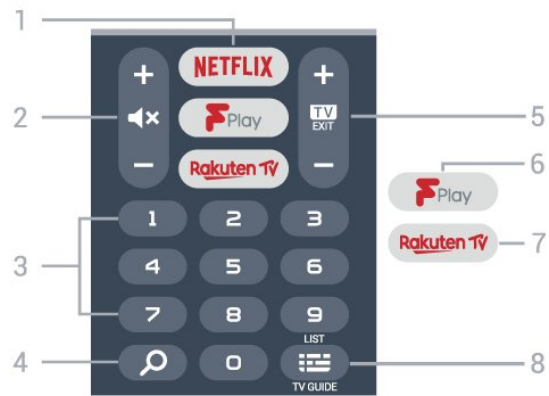 1
NETFLIX
+ +
2
F Play
TV
EXIT
5
− −
Rakuten TV
6
F Play
1 2 3
Rakuten TV
7
3
4 5 6
7 8 9
LIST
4
0
8
TV GUIDE